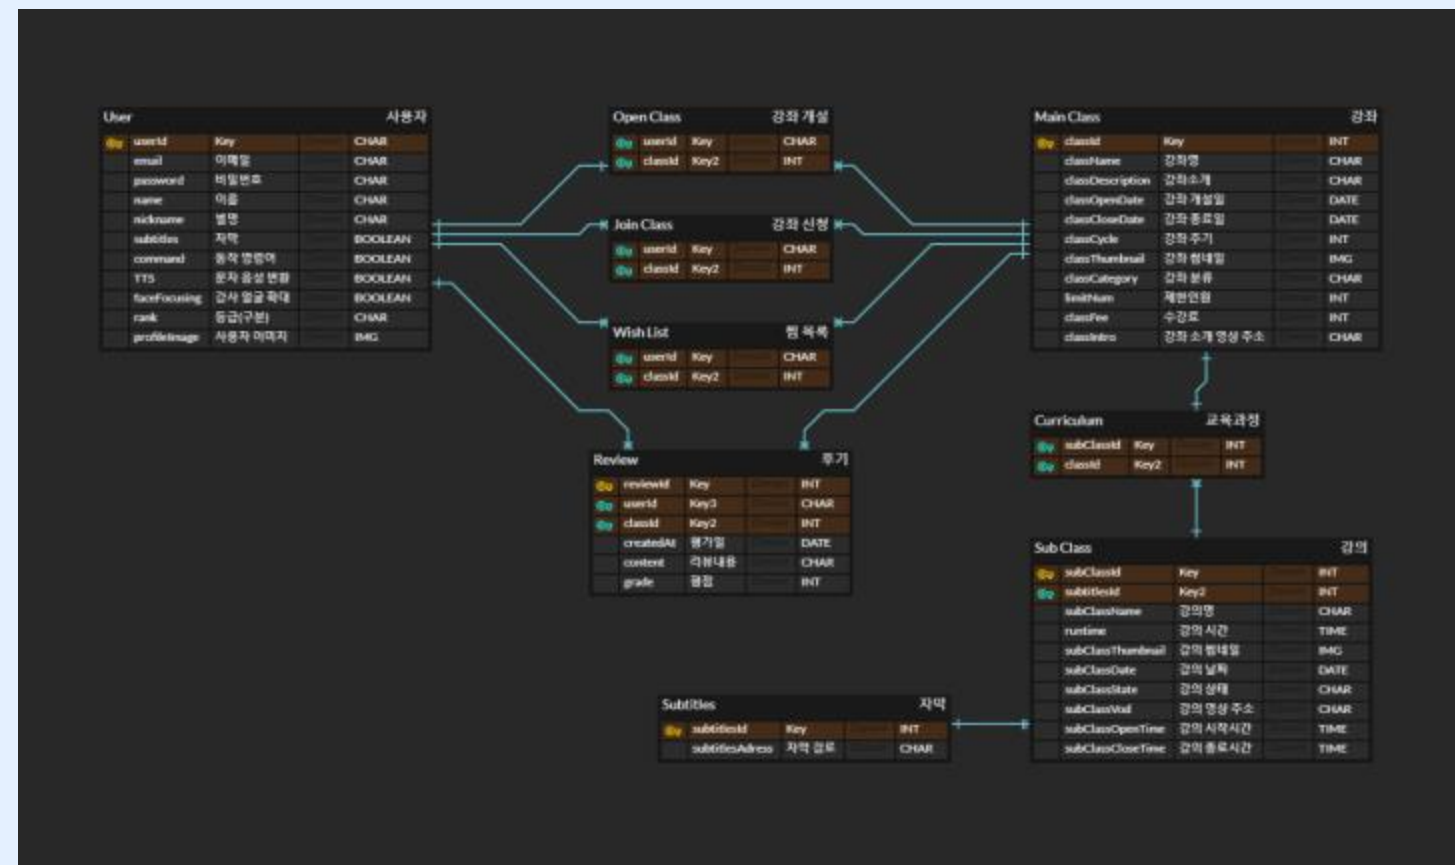 User 사용자
userId Key CHAR
email 이메일 CHAR
password 비밀번호 CHAR
name 이름 CHAR
nickname 별명 CHAR
subtitles 자막 BOOLEAN
command 동작 명령어 BOOLEAN
TTS 문자 음성 변환 BOOLEAN
faceFocusing 강사 얼굴 확대 BOOLEAN
rank 등급(구분) CHAR
profileImage 사용자 이미지 IMG
Open Class 강좌 개설
userId Key CHAR
classId Key2 INT
Join Class 강좌 신청
userId Key CHAR
classId Key2 INT
Wish List 찜 목록
userId Key CHAR
classId Key2 INT
Review 후기
reviewId Key INT
userId Key3 CHAR
classId Key2 INT
createdAt 평가일 DATE
content 리뷰내용 CHAR
grade 평점 INT
Main Class 강좌
classId Key INT
className 강좌명 CHAR
classDescription 강좌소개 CHAR
classOpenDate 강좌 개설일 DATE
classCloseDate 강좌 종료일 DATE
classCycle 강좌 주기 INT
classThumbnail 강좌 썸네일 IMG
classCategory 강좌 분류 CHAR
limitNum 제한인원 INT
classFee 수강료 INT
classIntro 강좌 소개 영상 주소 CHAR
Curriculum 교육과정
subClassId Key INT
classId Key2 INT
Sub Class 강의
subClassId Key INT
subtitlesId Key2 INT
subClassName 강의명 CHAR
runtime 강의 시간 TIME
subClassThumbnail 강의 썸네일 IMG
subClassDate 강의 날짜 DATE
subClassState 강의 상태 CHAR
subClassVod 강의 영상 주소 CHAR
subClassOpenTime 강의 시작시간 TIME
subClassCloseTime 강의 종료시간 TIME
Subtitles 자막
subtitlesId Key INT
subtitlesAdress 자막 경로 CHAR